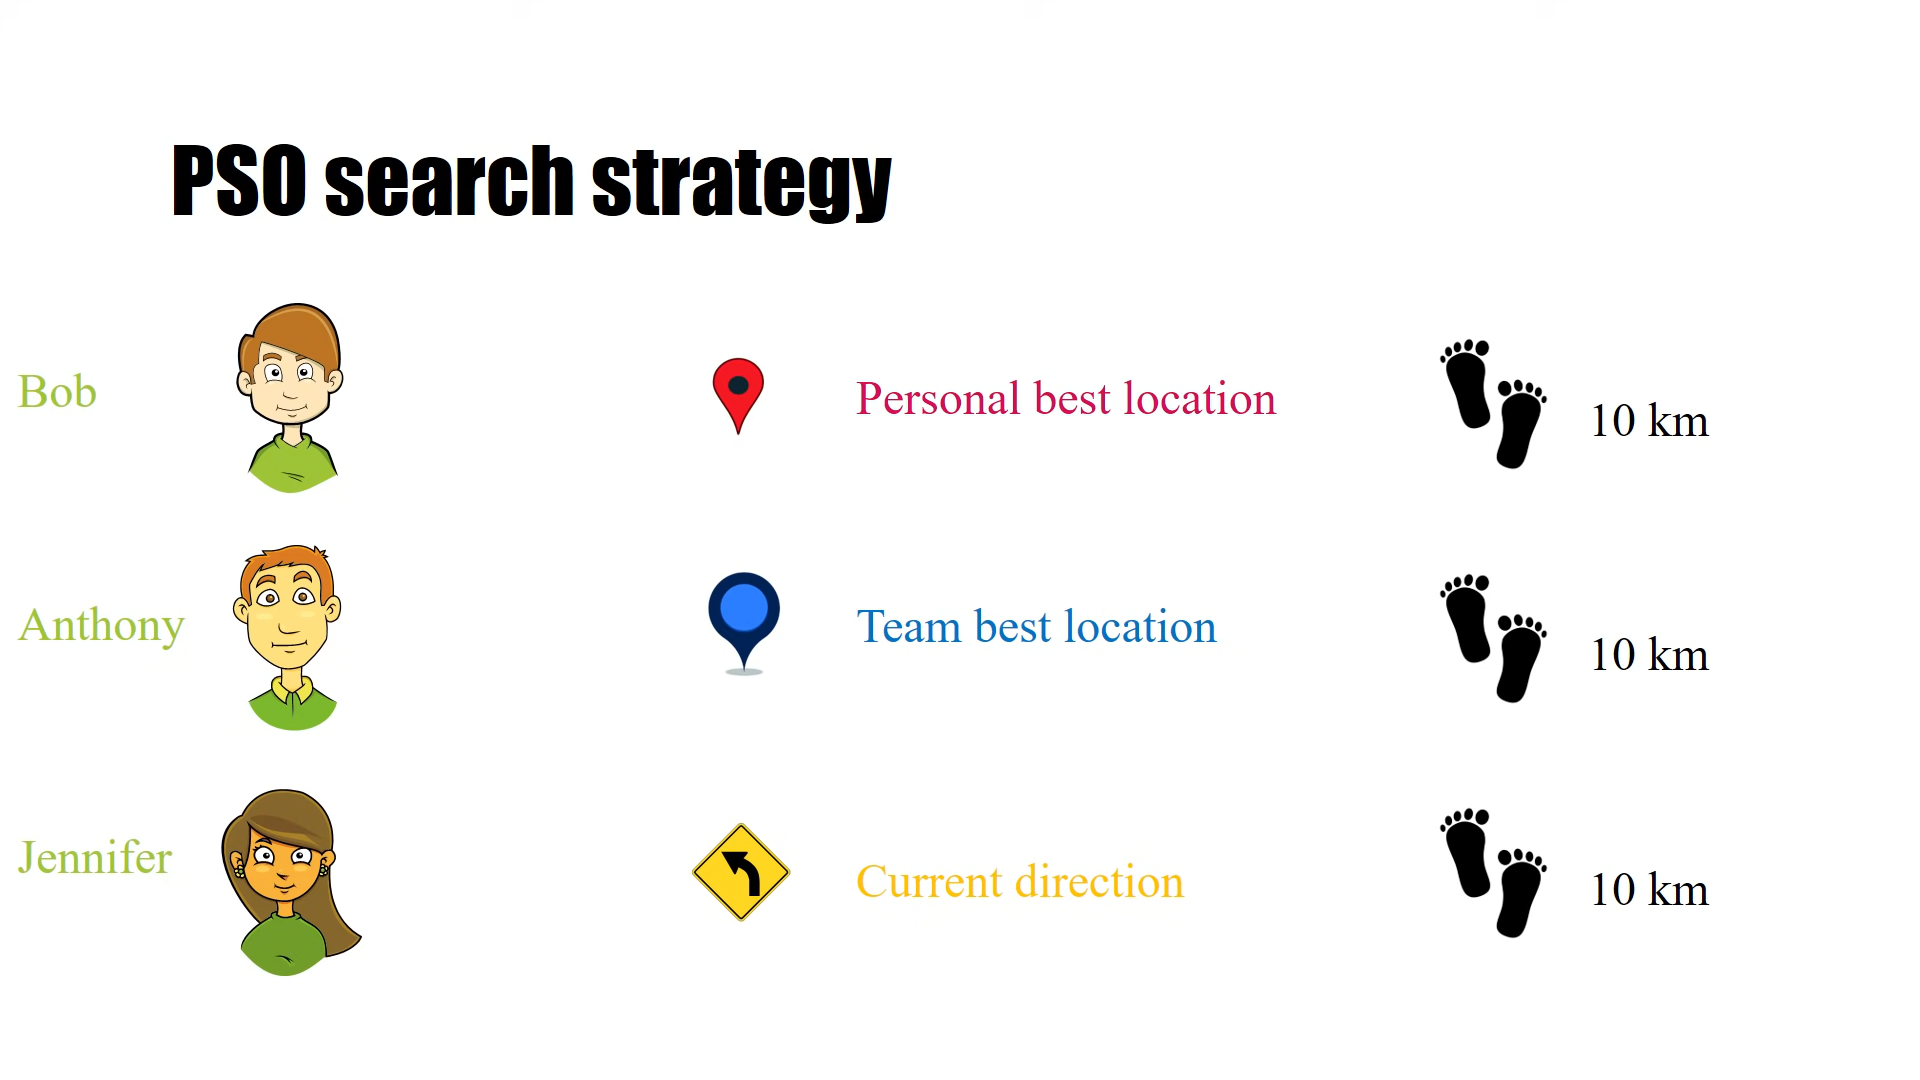 PSO search strategy
Bob
Personal best location
10 km
Anthony
Team best location
10 km
Jennifer
Current direction
10 km